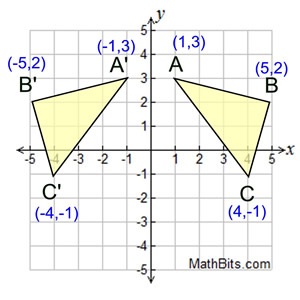 y
(-1,3) (1,3)
(-5,2) A' A (5,2)
B' B
-5 -4 -3 -2 -1 1 2 3 4 5 x
5
4
3
2
1
-1
-2
-3
-4
-5
C' C
(-4,-1) (4,-1)
MathBits.com